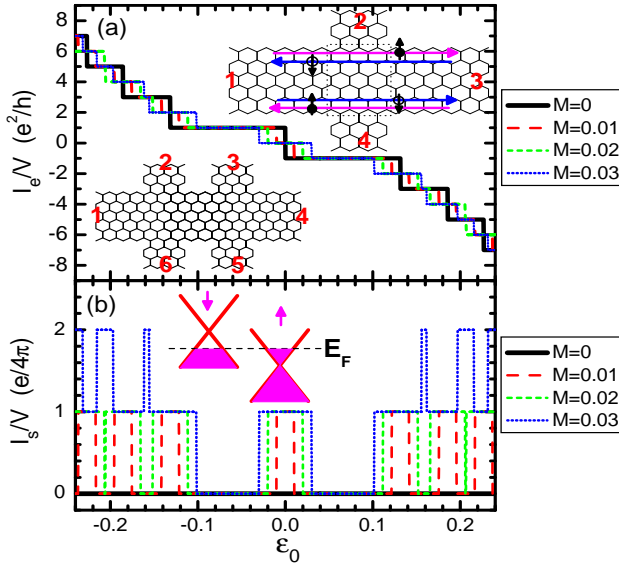 (a)
I_e/V (e²/h)
8
6
4
2
0
-2
-4
-6
-8
2
1
3
4
2
3
1
4
6
5
M=0
M=0.01
M=0.02
M=0.03
(b)
I_s/V (e/4π)
2
1
0
E_F
M=0
M=0.01
M=0.02
M=0.03
-0.2
-0.1
0.0
0.1
0.2
ε₀